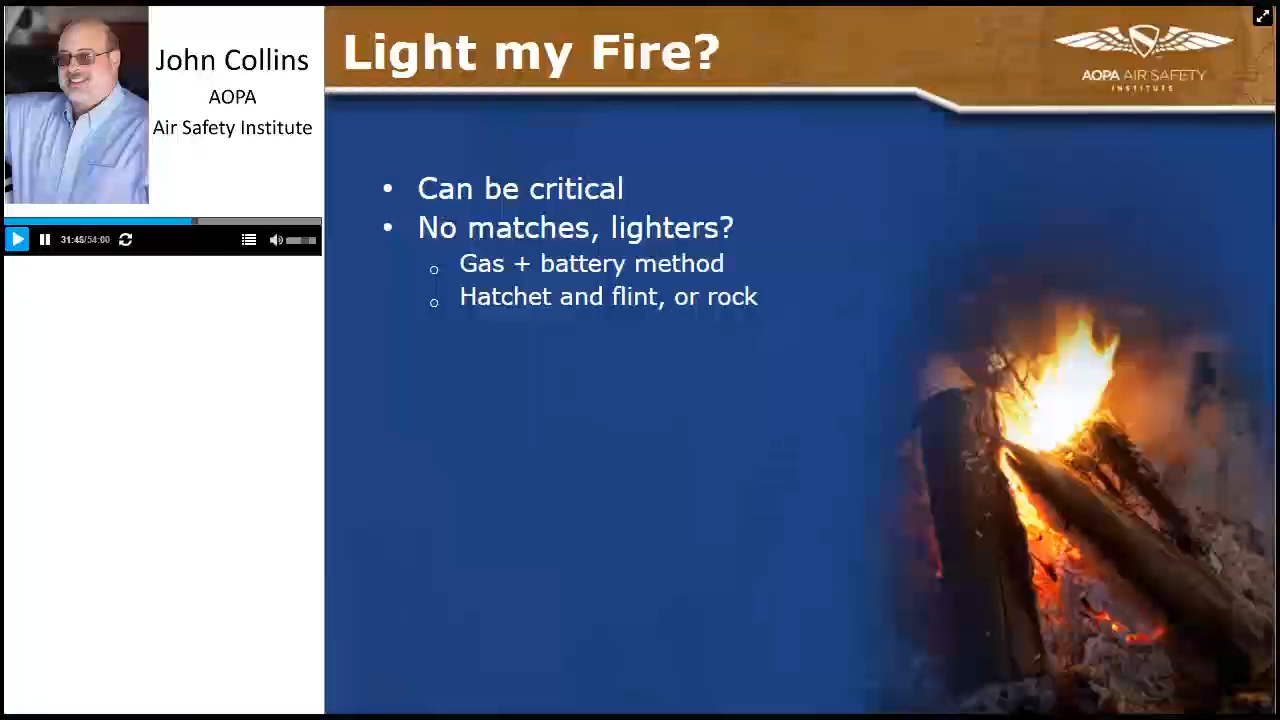 John Collins
AOPA
Air Safety Institute
31:45/54:00
Light my Fire?
AOPA AIR SAFETY
INSTITUTE
• Can be critical
• No matches, lighters?
o Gas + battery method
o Hatchet and flint, or rock